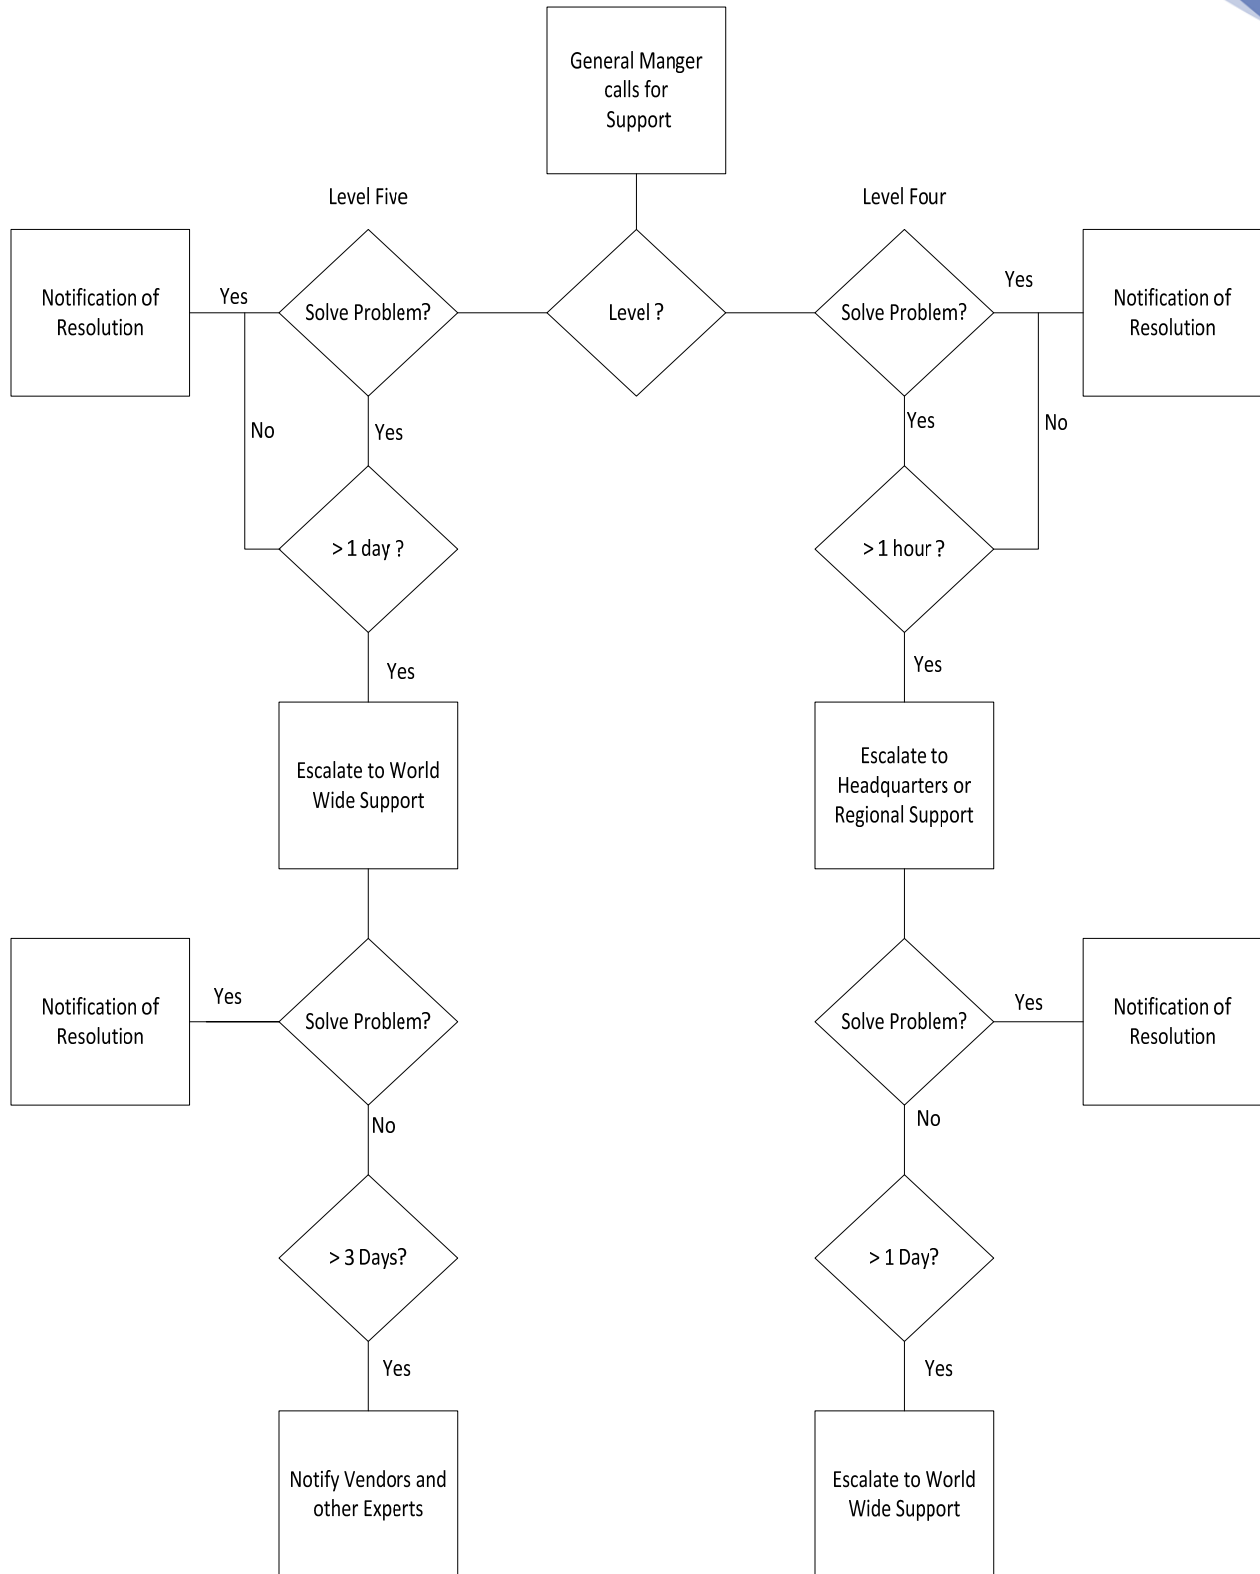 General Manger
calls for
Support
Level Five
Level Four
Notification of
Resolution
Yes
Solve Problem?
Level ?
Solve Problem?
Yes
Notification of
Resolution
No
Yes
Yes
No
> 1 day ?
> 1 hour ?
Yes
Yes
Escalate to World
Wide Support
Escalate to
Headquarters or
Regional Support
Notification of
Resolution
Yes
Solve Problem?
Solve Problem?
Yes
Notification of
Resolution
No
No
> 3 Days?
> 1 Day?
Yes
Yes
Notify Vendors and
other Experts
Escalate to World
Wide Support